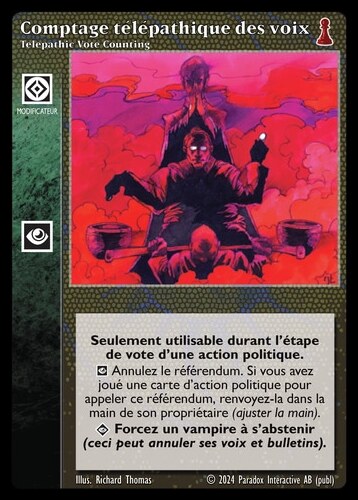 Comptage télépathique des voix
Telepathic Vote Counting
MODIFICATEUR
Seulement utilisable durant l'étape
de vote d'une action politique.
Annulez le référendum. Si vous avez
joué une carte d'action politique pour
appeler ce référendum, renvoyez-la dans la
main de son propriétaire (ajuster la main).
Forcez un vampire à s'abstenir
(ceci peut annuler ses voix et bulletins).
Illus. Richard Thomas © 2024 Paradox Interactive AB (publ)